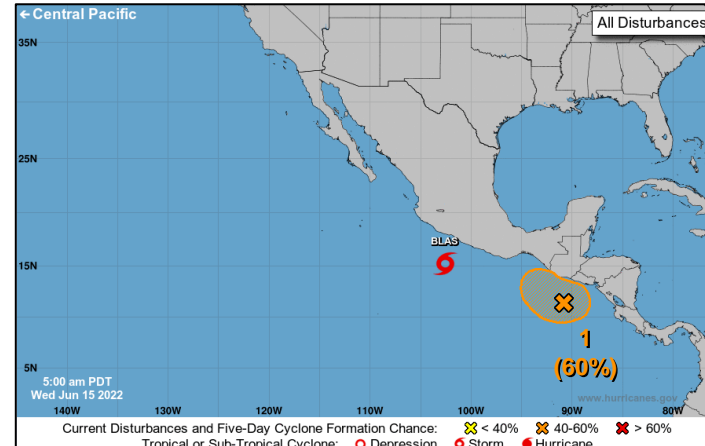 ← Central Pacific
All Disturbances
35N
25N
BLAS
15N
1
(60%)
5N
5:00 am PDT
Wed Jun 15 2022
www.hurricanes.gov
140W 130W 120W 110W 100W 90W 80W
Current Disturbances and Five-Day Cyclone Formation Chance: < 40% 40-60% > 60%
Tropical or Sub-Tropical Cyclone: Depression Storm Hurricane